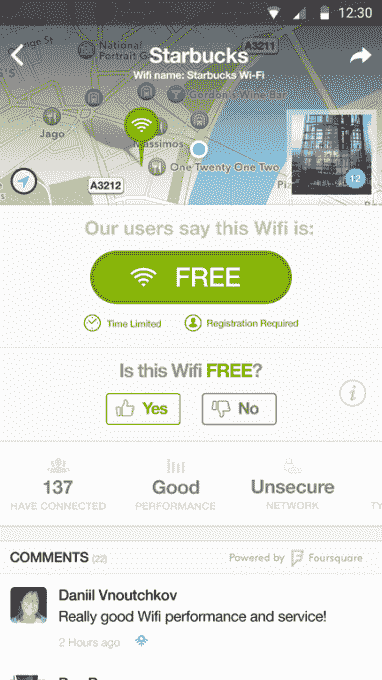 12:30
Starbucks
Wifi name: Starbucks Wi-Fi
National
Portrait Ga
A3211
Wine Bar
Jago
Massimos
One Twenty One Two
A3212
12
Our users say this Wifi is:
FREE
Time Limited
Registration Required
Is this Wifi FREE?
Yes
No
137
HAVE CONNECTED
Good
PERFORMANCE
Unsecure
NETWORK
COMMENTS (22)
Powered by Foursquare
Daniil Vnoutchkov
Really good Wifi performance and service!
2 Hours ago